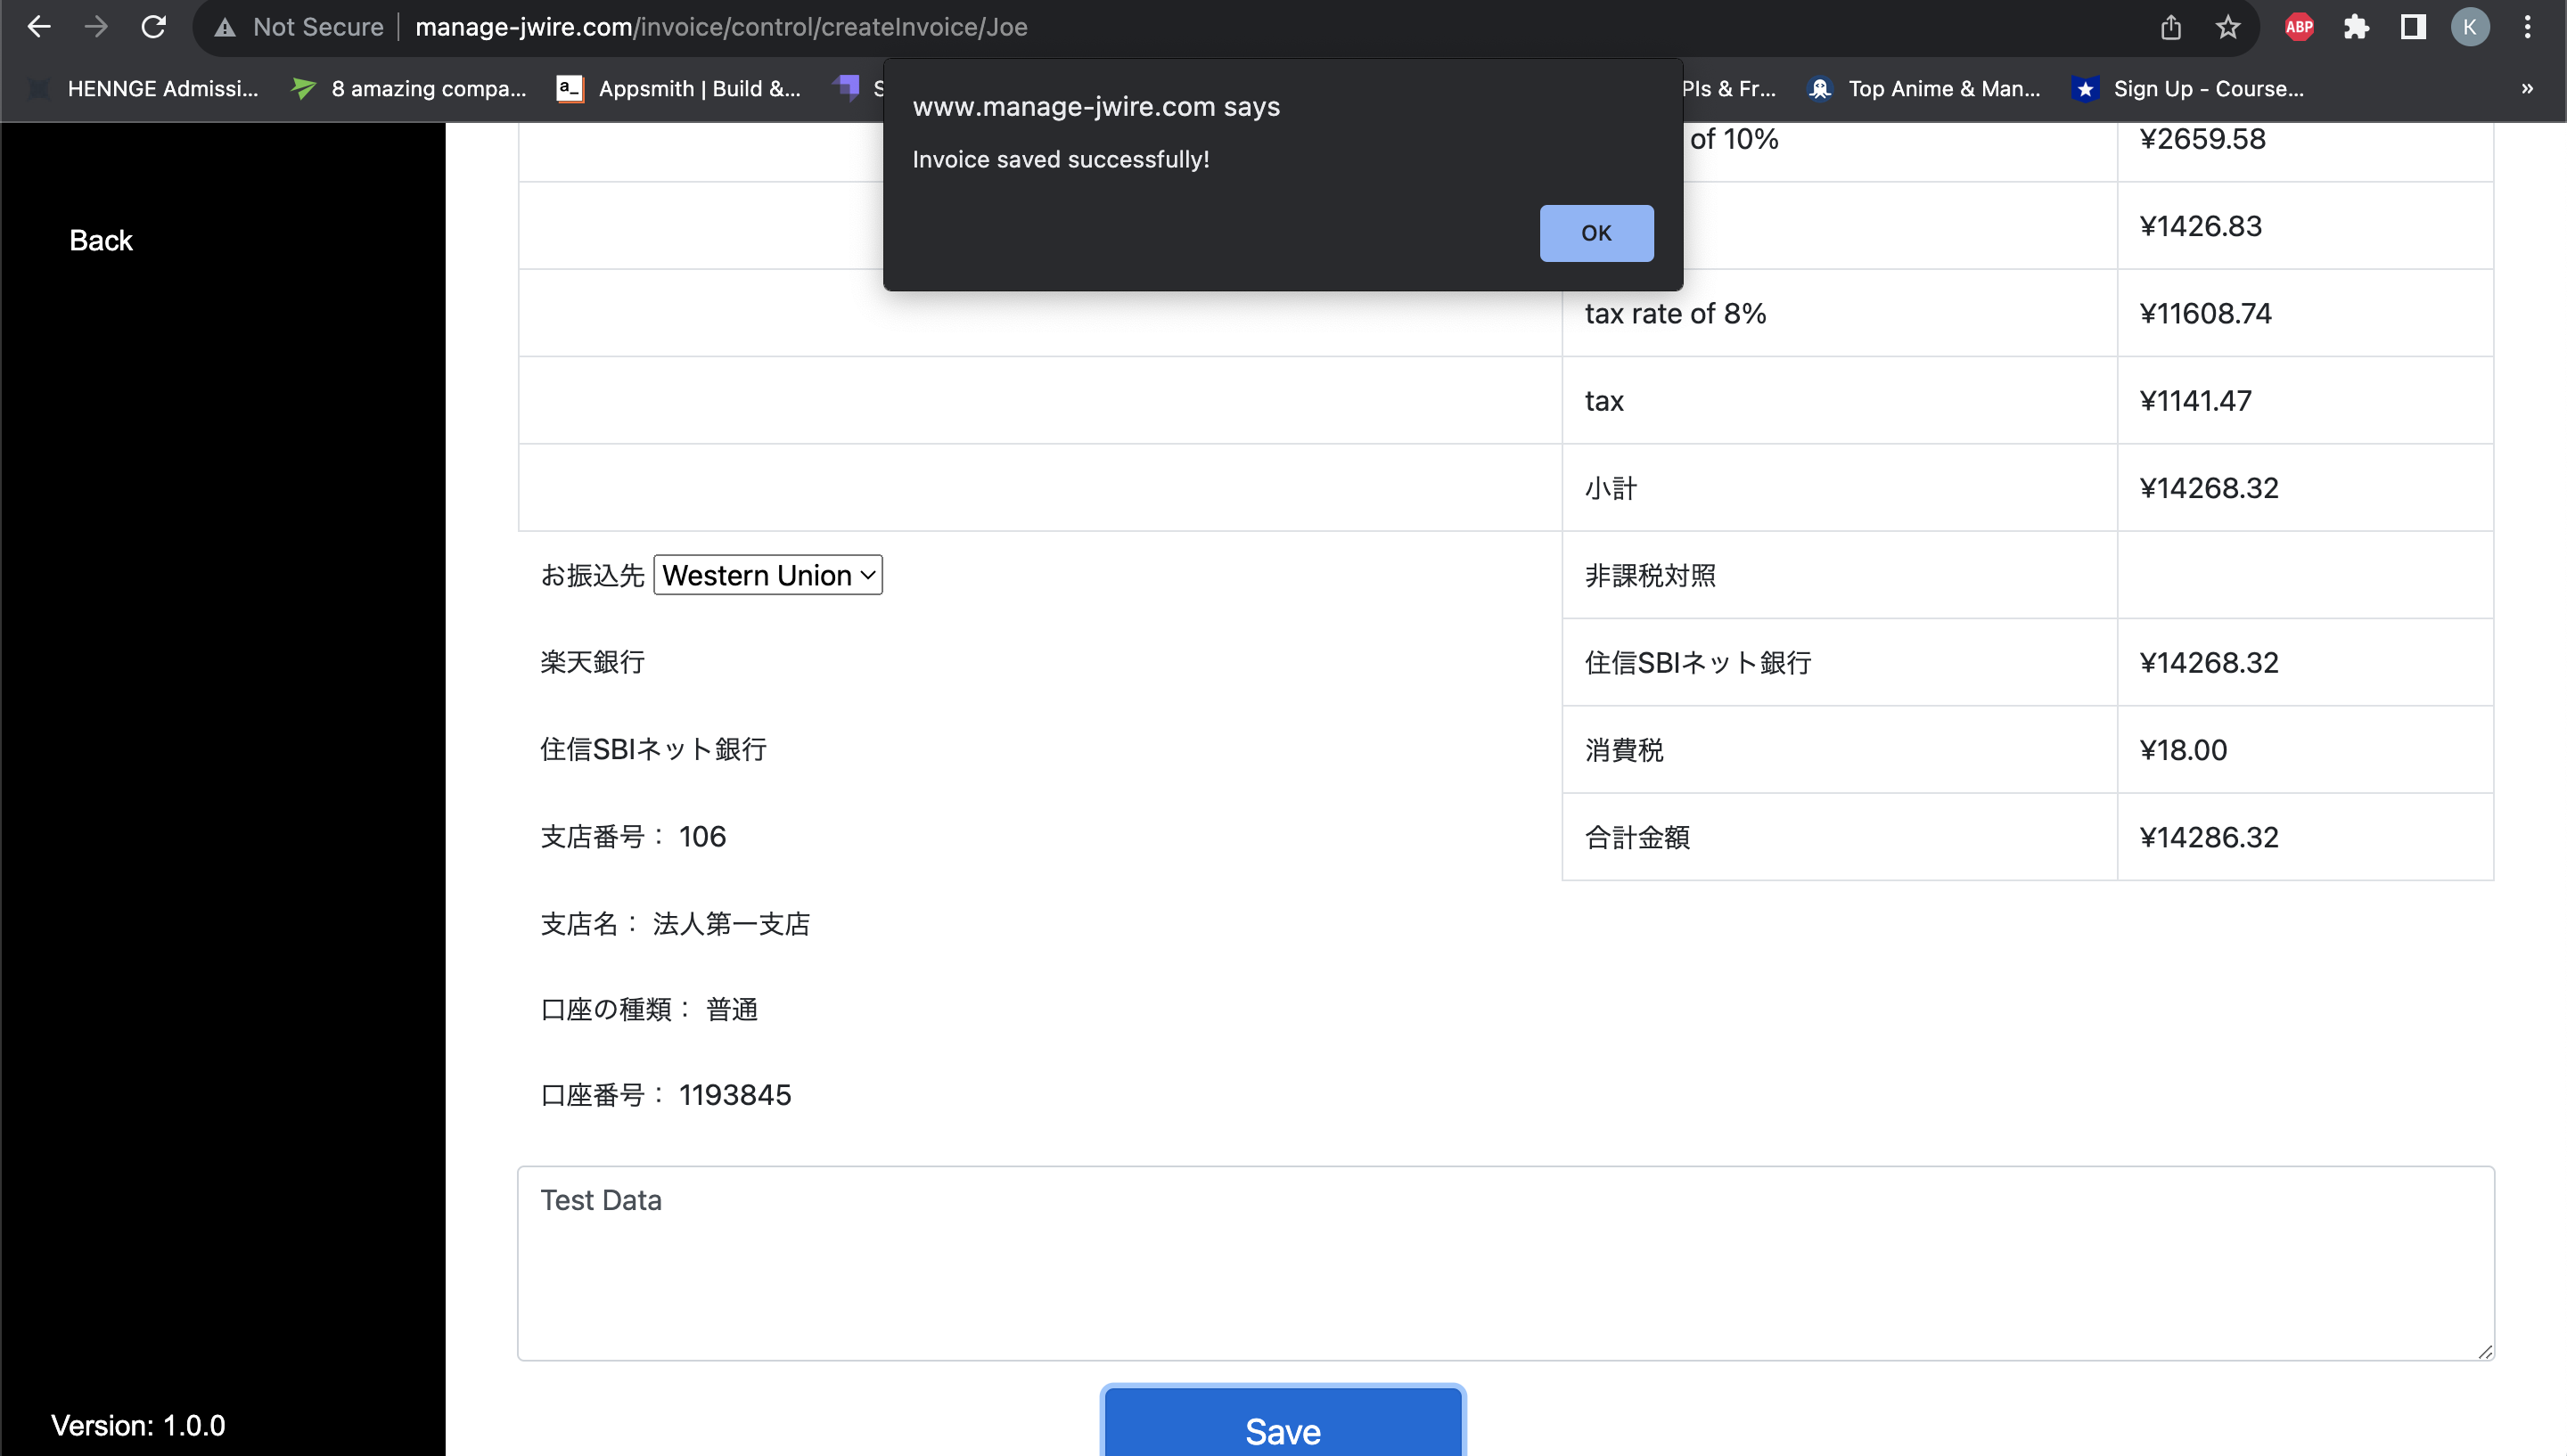 Not Secure manage-jwire.com/invoice/control/createInvoice/Joe ABP K
HENNGE Admissi... 8 amazing compa... a_ Appsmith | Build &... S PIs & Fr... Top Anime & Man... Sign Up - Course... »
www.manage-jwire.com says
Invoice saved successfully!
OK
of 10% ¥2659.58
Back
¥1426.83
tax rate of 8% ¥11608.74
tax ¥1141.47
小計 ¥14268.32
お振込先 Western Union 非課税対照
楽天銀行 住信SBIネット銀行 ¥14268.32
住信SBIネット銀行 消費税 ¥18.00
支店番号： 106 合計金額 ¥14286.32
支店名： 法人第一支店
口座の種類： 普通
口座番号： 1193845
Test Data
Save
Version: 1.0.0